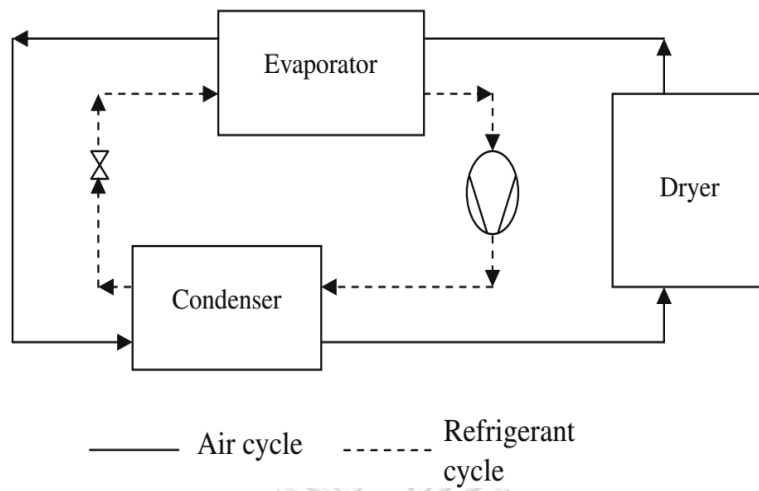 Evaporator
Dryer
Condenser
Air cycle
Refrigerant
cycle